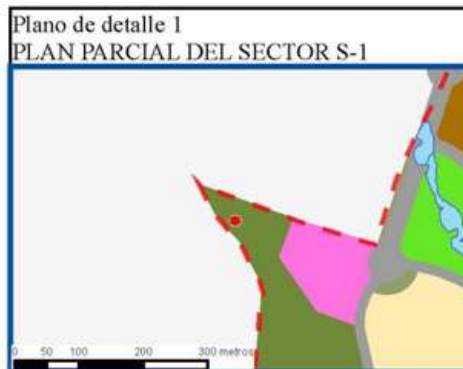 Plano de detalle 1
PLAN PARCIAL DEL SECTOR S-1
0 50 100 200 300 metros